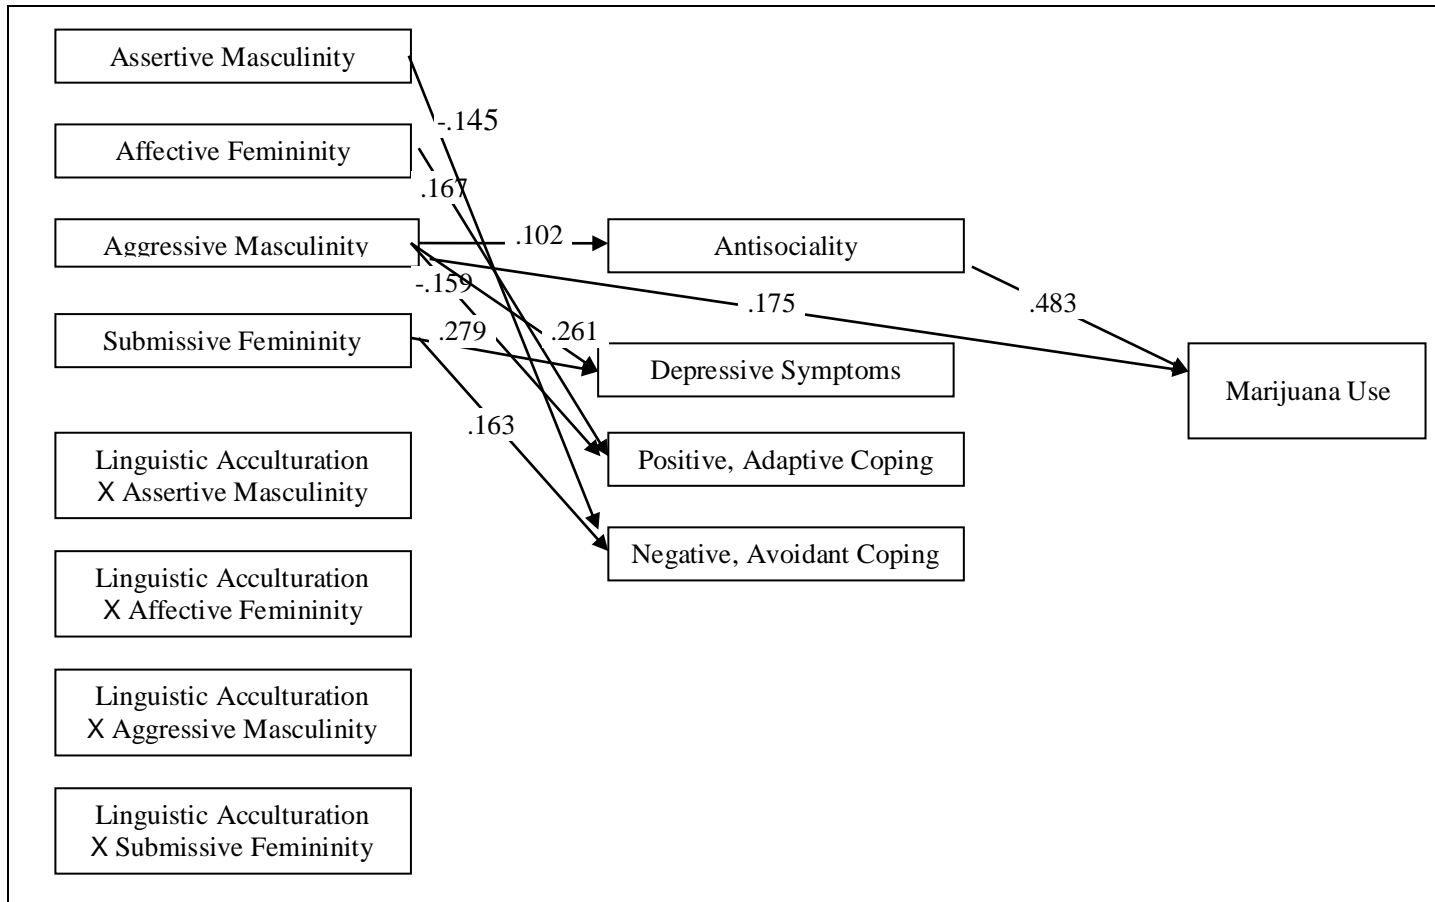 Assertive Masculinity
-.145
Affective Femininity
.167
Aggressive Masculinity
.102
Antisociality
-.159
.175
.483
Submissive Femininity
.279
.261
Depressive Symptoms
Marijuana Use
.163
Linguistic Acculturation
X Assertive Masculinity
Positive, Adaptive Coping
Negative, Avoidant Coping
Linguistic Acculturation
X Affective Femininity
Linguistic Acculturation
X Aggressive Masculinity
Linguistic Acculturation
X Submissive Femininity